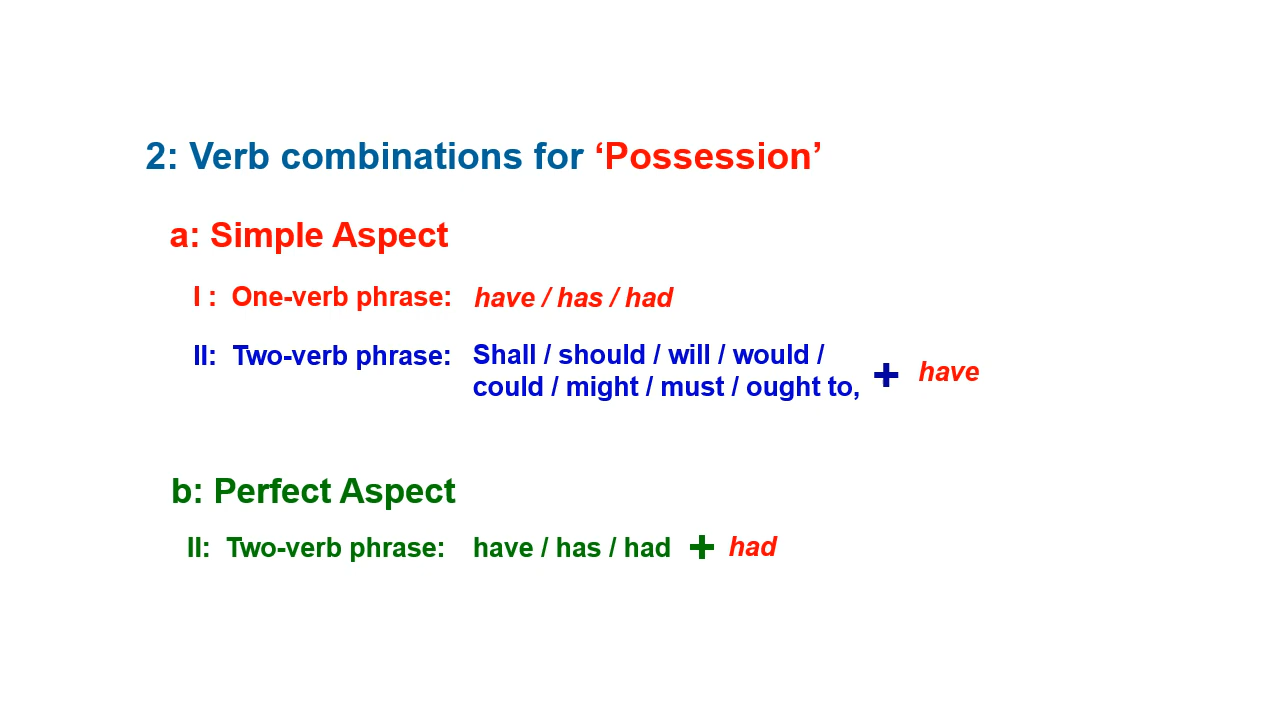 2: Verb combinations for ‘Possession’
a: Simple Aspect
I : One-verb phrase: have / has / had
II: Two-verb phrase: Shall / should / will / would /
could / might / must / ought to, + have
b: Perfect Aspect
II: Two-verb phrase: have / has / had + had